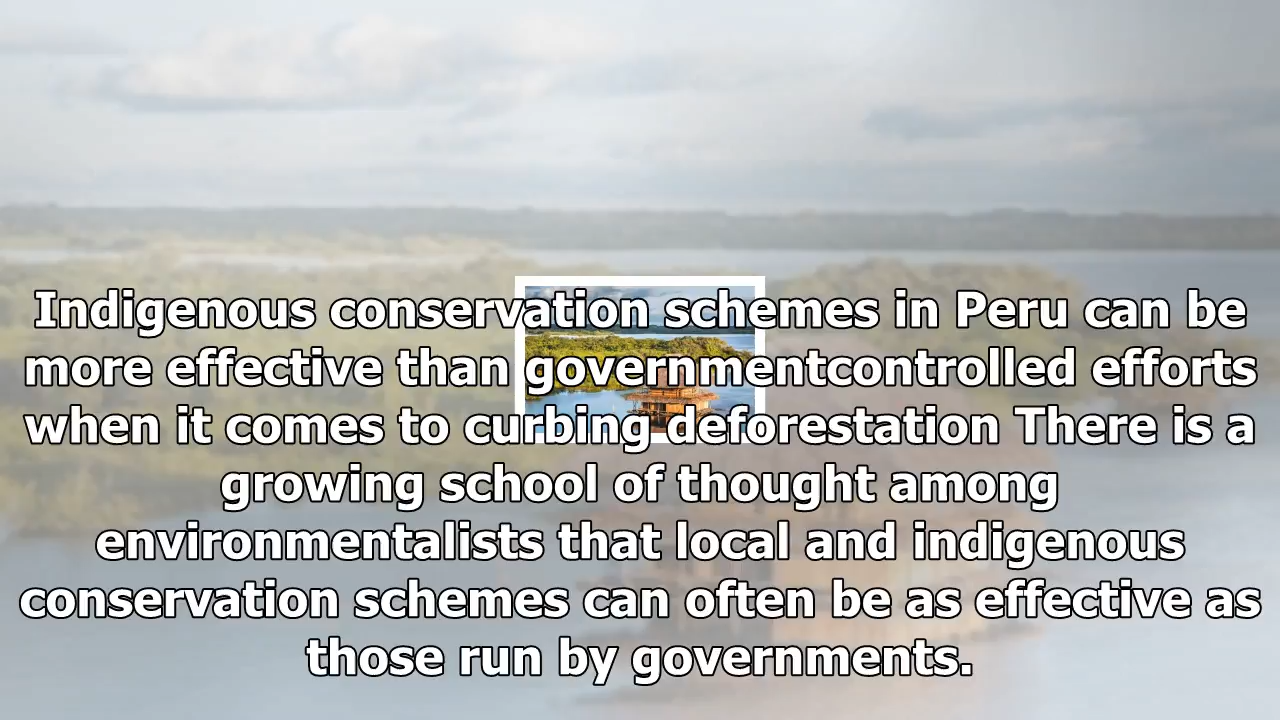 Indigenous conservation schemes in Peru can be
more effective than governmentcontrolled efforts
when it comes to curbing deforestation There is a
growing school of thought among
environmentalists that local and indigenous
conservation schemes can often be as effective as
those run by governments.